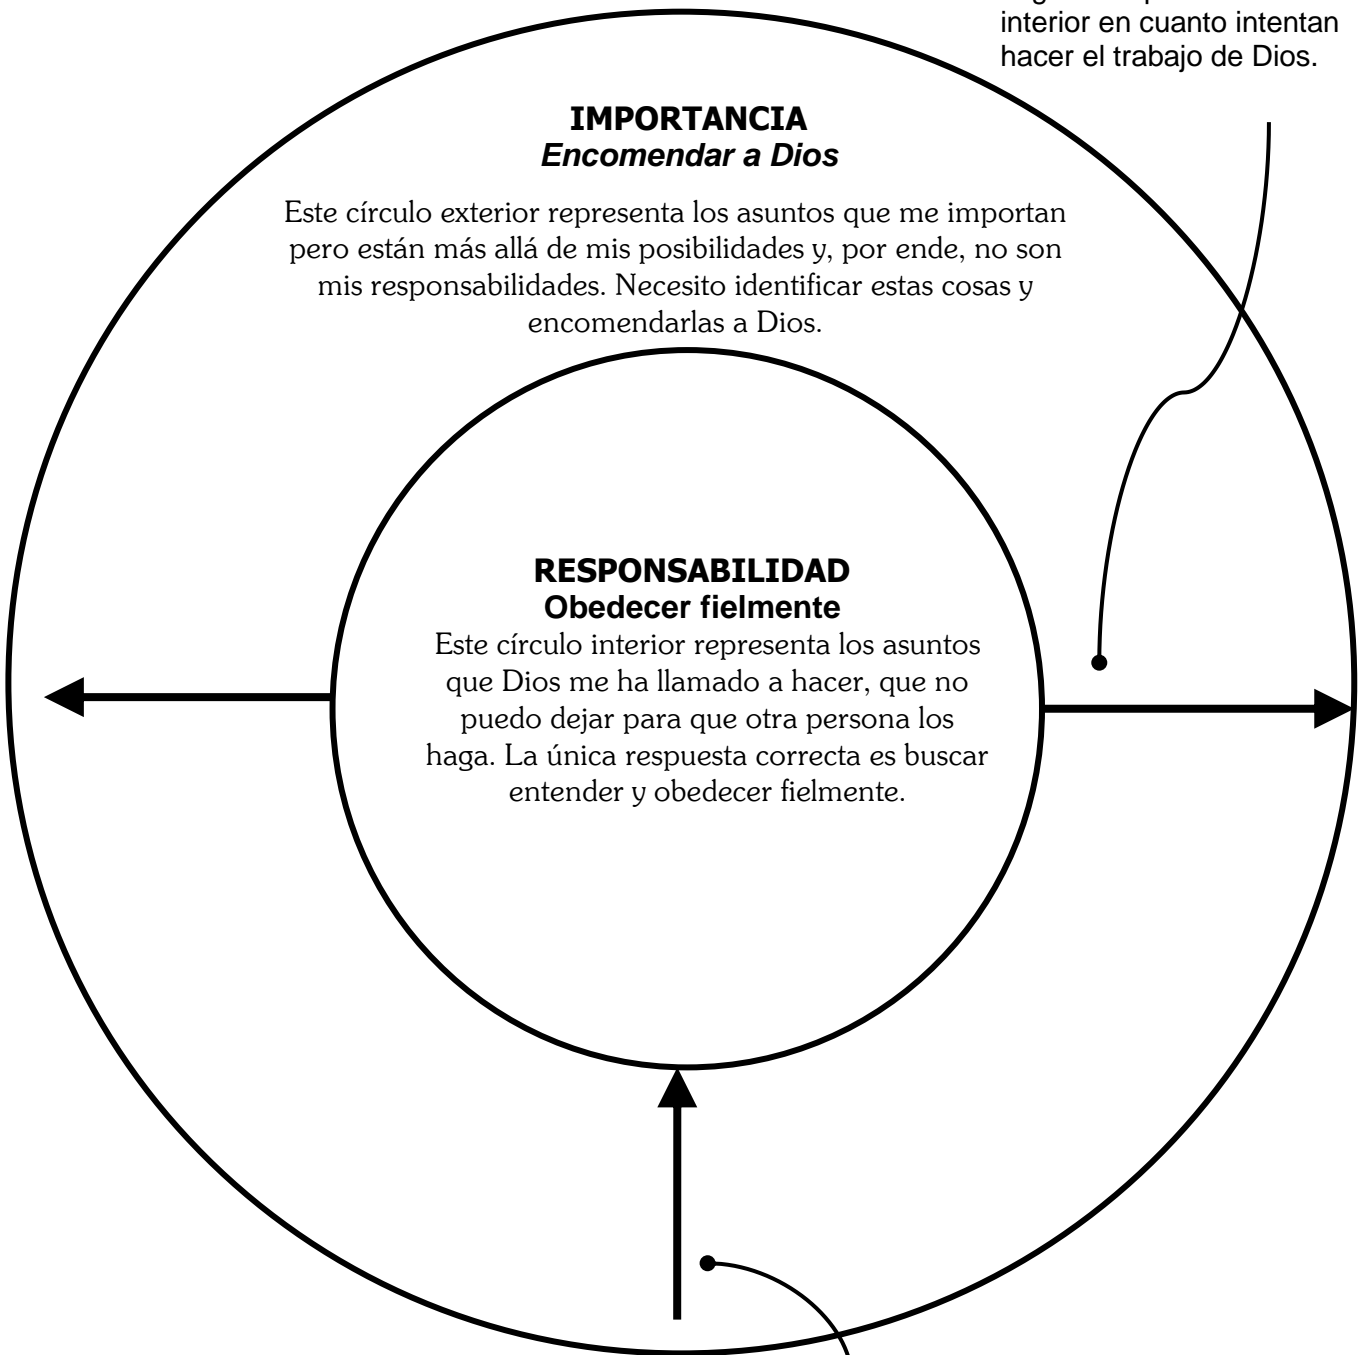 interior en cuanto intentan
hacer el trabajo de Dios.
IMPORTANCIA
Encomendar a Dios
Este círculo exterior representa los asuntos que me importan
pero están más allá de mis posibilidades y, por ende, no son
mis responsabilidades. Necesito identificar estas cosas y
encomendarlas a Dios.
RESPONSABILIDAD
Obedecer fielmente
Este círculo interior representa los asuntos
que Dios me ha llamado a hacer, que no
puedo dejar para que otra persona los
haga. La única respuesta correcta es buscar
entender y obedecer fielmente.